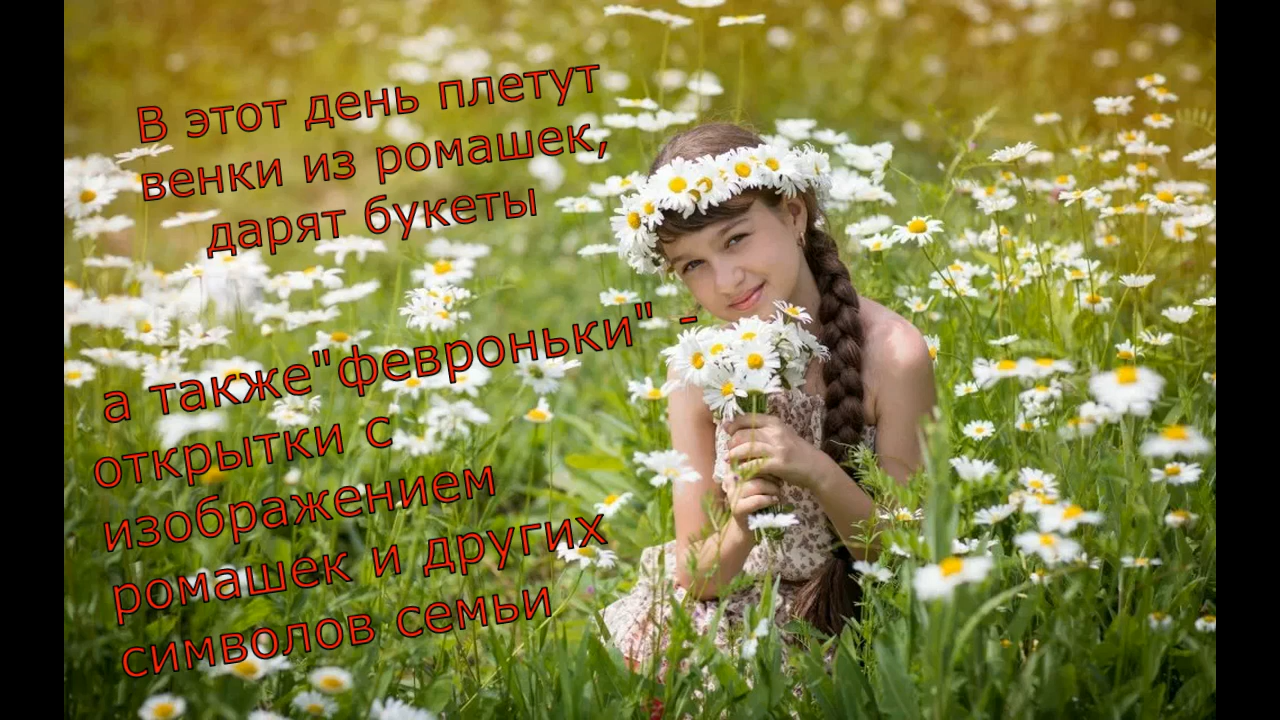 В этот день плетут
венки из ромашек,
дарят букеты
а также"февроньки" -
открытки с
изображением
ромашек и других
символов семьи